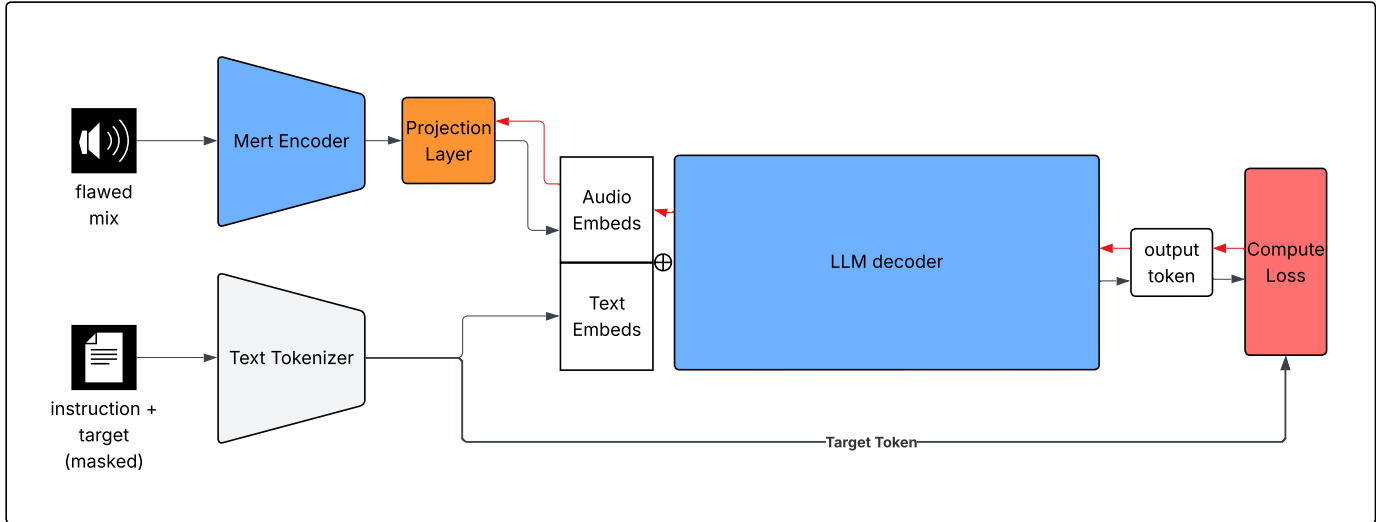 flawed
mix
Mert Encoder
Projection
Layer
Audio
Embeds
Text
Embeds
LLM decoder
output
token
Compute
Loss
instruction +
target
(masked)
Text Tokenizer
Target Token